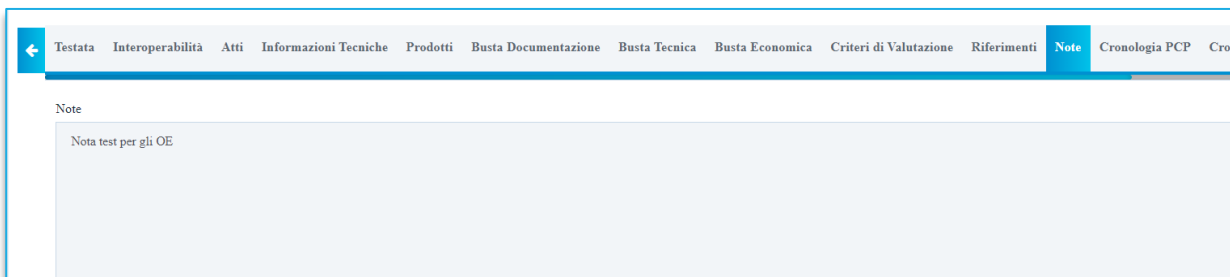 Testata Interoperabilità Atti Informazioni Tecniche Prodotti Busta Documentazione Busta Tecnica Busta Economica Criteri di Valutazione Riferimenti Note Cronologia PCP Cro
Note
Nota test per gli OE